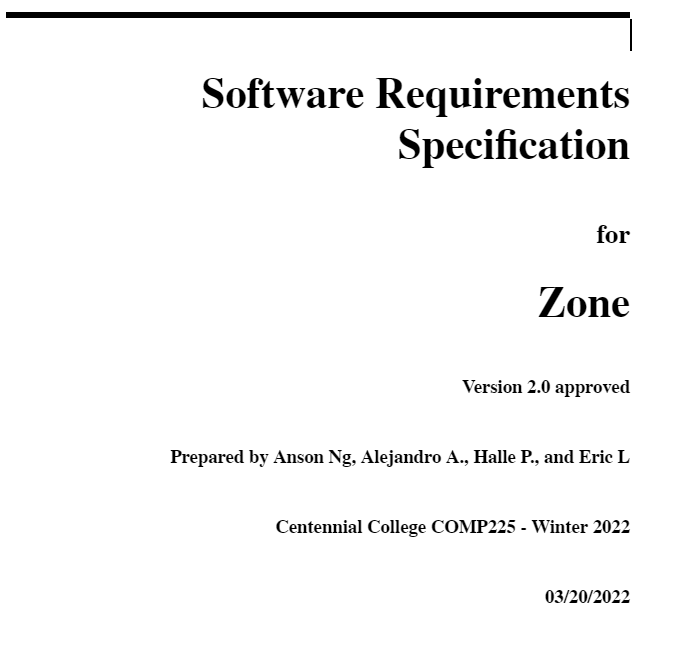 Software Requirements
Specification
for
Zone
Version 2.0 approved
Prepared by Anson Ng, Alejandro A., Halle P., and Eric L
Centennial College COMP225 - Winter 2022
03/20/2022